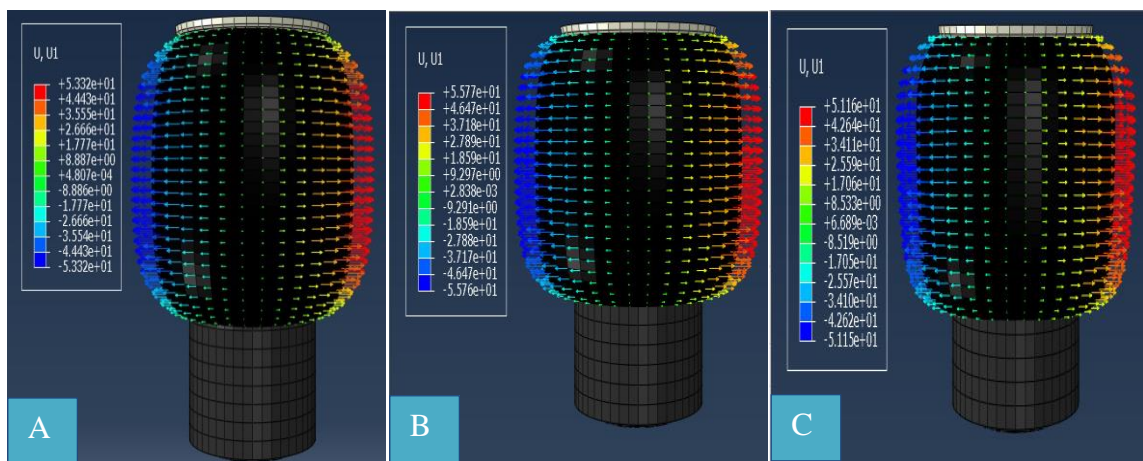 U, U1
+5.332e+01
+4.443e+01
+3.555e+01
+2.666e+01
+1.777e+01
+8.887e+00
+4.807e-04
-8.886e+00
-1.777e+01
-2.666e+01
-3.554e+01
-4.443e+01
-5.332e+01
A
U, U1
+5.577e+01
+4.647e+01
+3.718e+01
+2.789e+01
+1.859e+01
+9.297e+00
+2.838e-03
-9.291e+00
-1.859e+01
-2.788e+01
-3.717e+01
-4.647e+01
-5.576e+01
B
U, U1
+5.116e+01
+4.264e+01
+3.411e+01
+2.559e+01
+1.706e+01
+8.533e+00
+6.689e-03
-8.519e+00
-1.705e+01
-2.557e+01
-3.410e+01
-4.262e+01
-5.115e+01
C